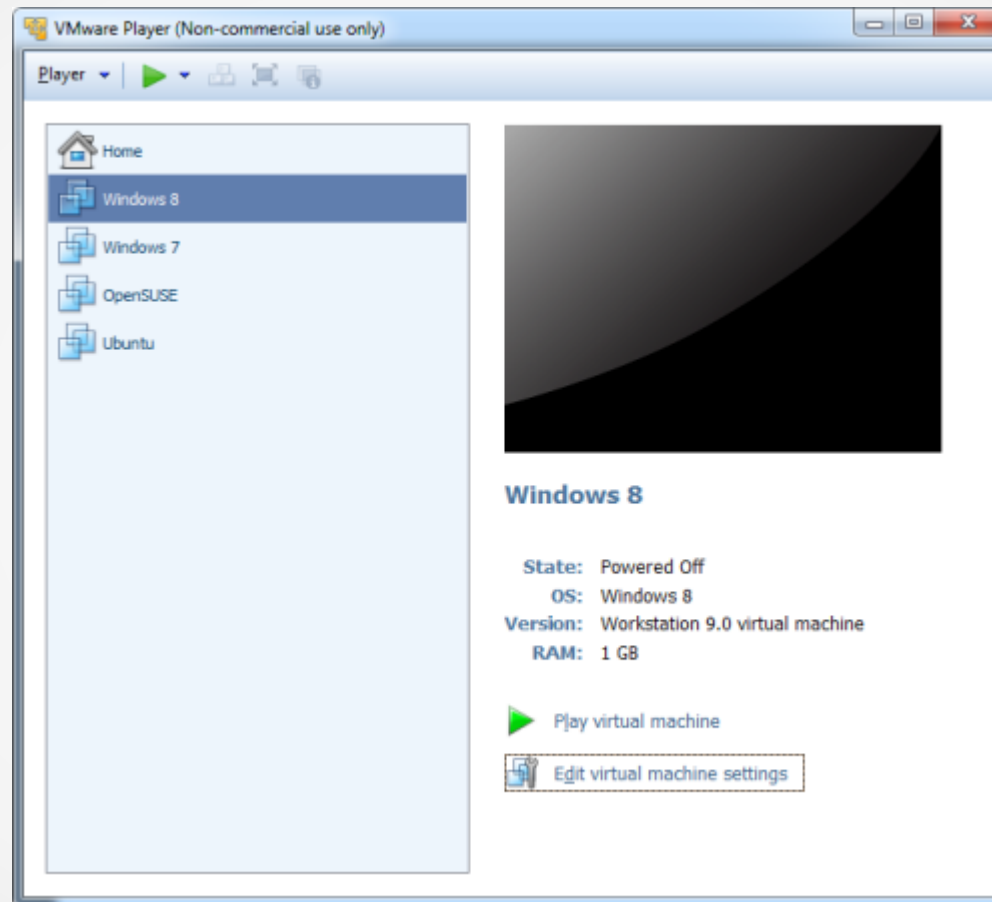 VMware Player (Non-commercial use only)
Player
Home
Windows 8
Windows 7
OpenSUSE
Ubuntu
Windows 8
State: Powered Off
OS: Windows 8
Version: Workstation 9.0 virtual machine
RAM: 1 GB
Play virtual machine
Edit virtual machine settings